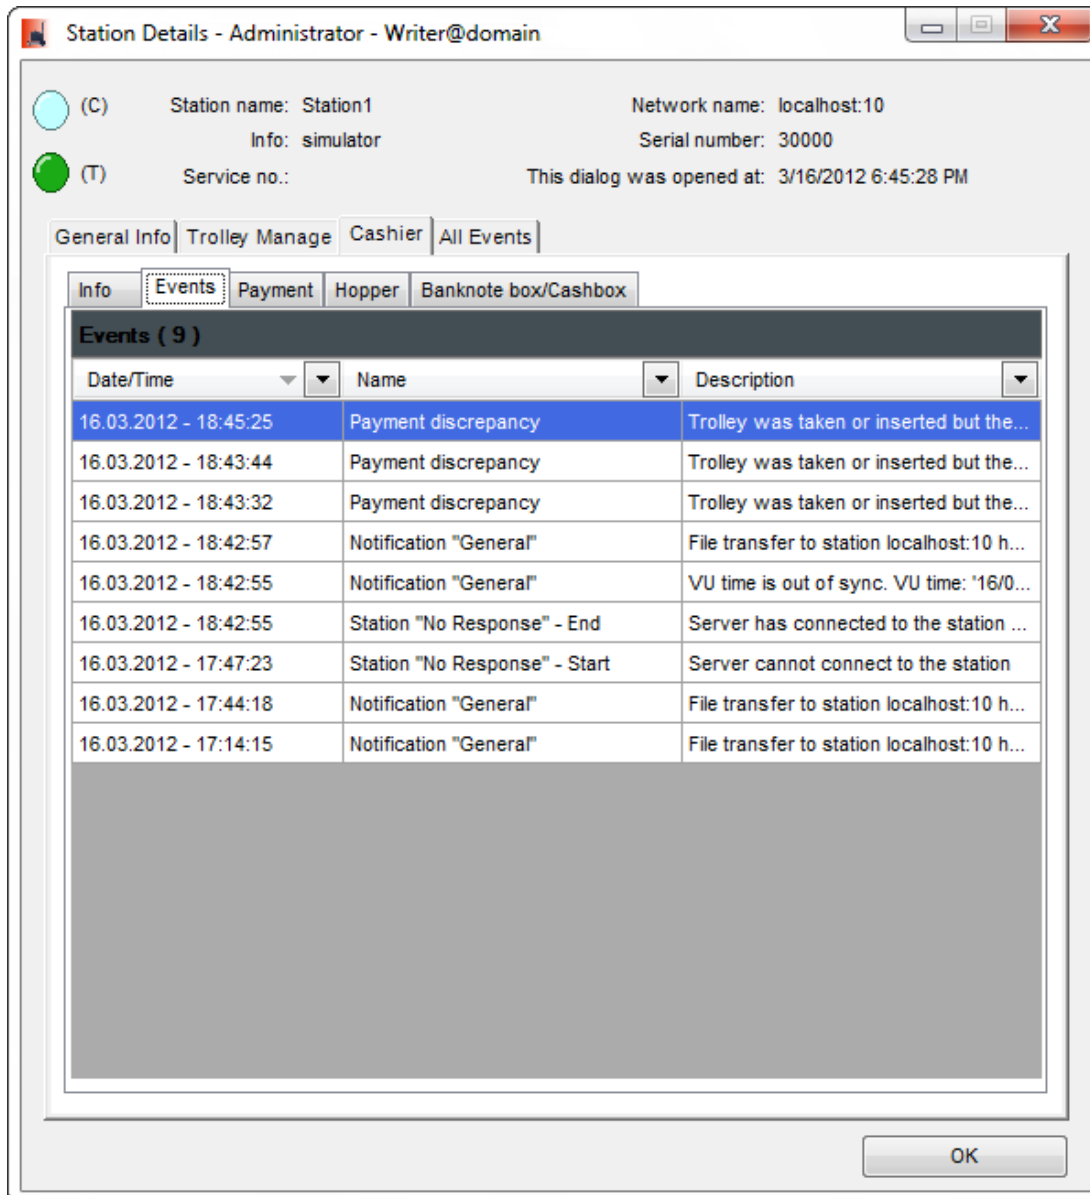 Station Details - Administrator - Writer@domain
(C) Station name: Station1 Network name: localhost:10
Info: simulator Serial number: 30000
(T) Service no.: This dialog was opened at: 3/16/2012 6:45:28 PM
General Info Trolley Manage Cashier All Events
Info Events Payment Hopper Banknote box/Cashbox
Events ( 9 )
Date/Time Name Description
16.03.2012 - 18:45:25 Payment discrepancy Trolley was taken or inserted but the...
16.03.2012 - 18:43:44 Payment discrepancy Trolley was taken or inserted but the...
16.03.2012 - 18:43:32 Payment discrepancy Trolley was taken or inserted but the...
16.03.2012 - 18:42:57 Notification "General" File transfer to station localhost:10 h...
16.03.2012 - 18:42:55 Notification "General" VU time is out of sync. VU time: '16/0...
16.03.2012 - 18:42:55 Station "No Response" - End Server has connected to the station ...
16.03.2012 - 17:47:23 Station "No Response" - Start Server cannot connect to the station
16.03.2012 - 17:44:18 Notification "General" File transfer to station localhost:10 h...
16.03.2012 - 17:14:15 Notification "General" File transfer to station localhost:10 h...
OK